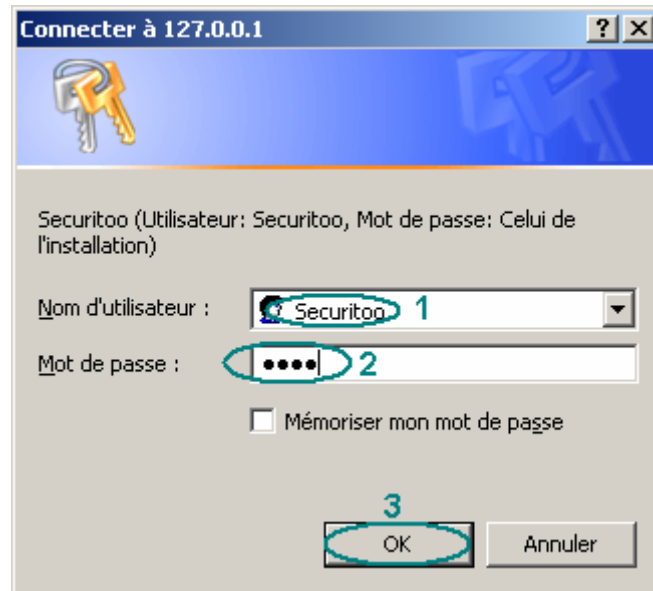 Connecter à 127.0.0.1
Securitoo (Utilisateur: Securitoo, Mot de passe: Celui de
l'installation)
Nom d'utilisateur : Securitoo 1
Mot de passe : ●●●● 2
Mémoriser mon mot de passe
3
OK Annuler